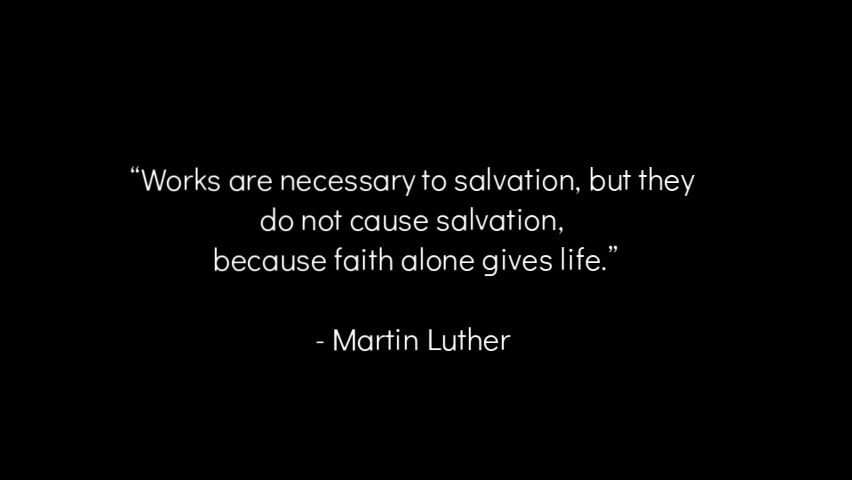 “Works are necessary to salvation, but they
do not cause salvation,
because faith alone gives life.”
- Martin Luther